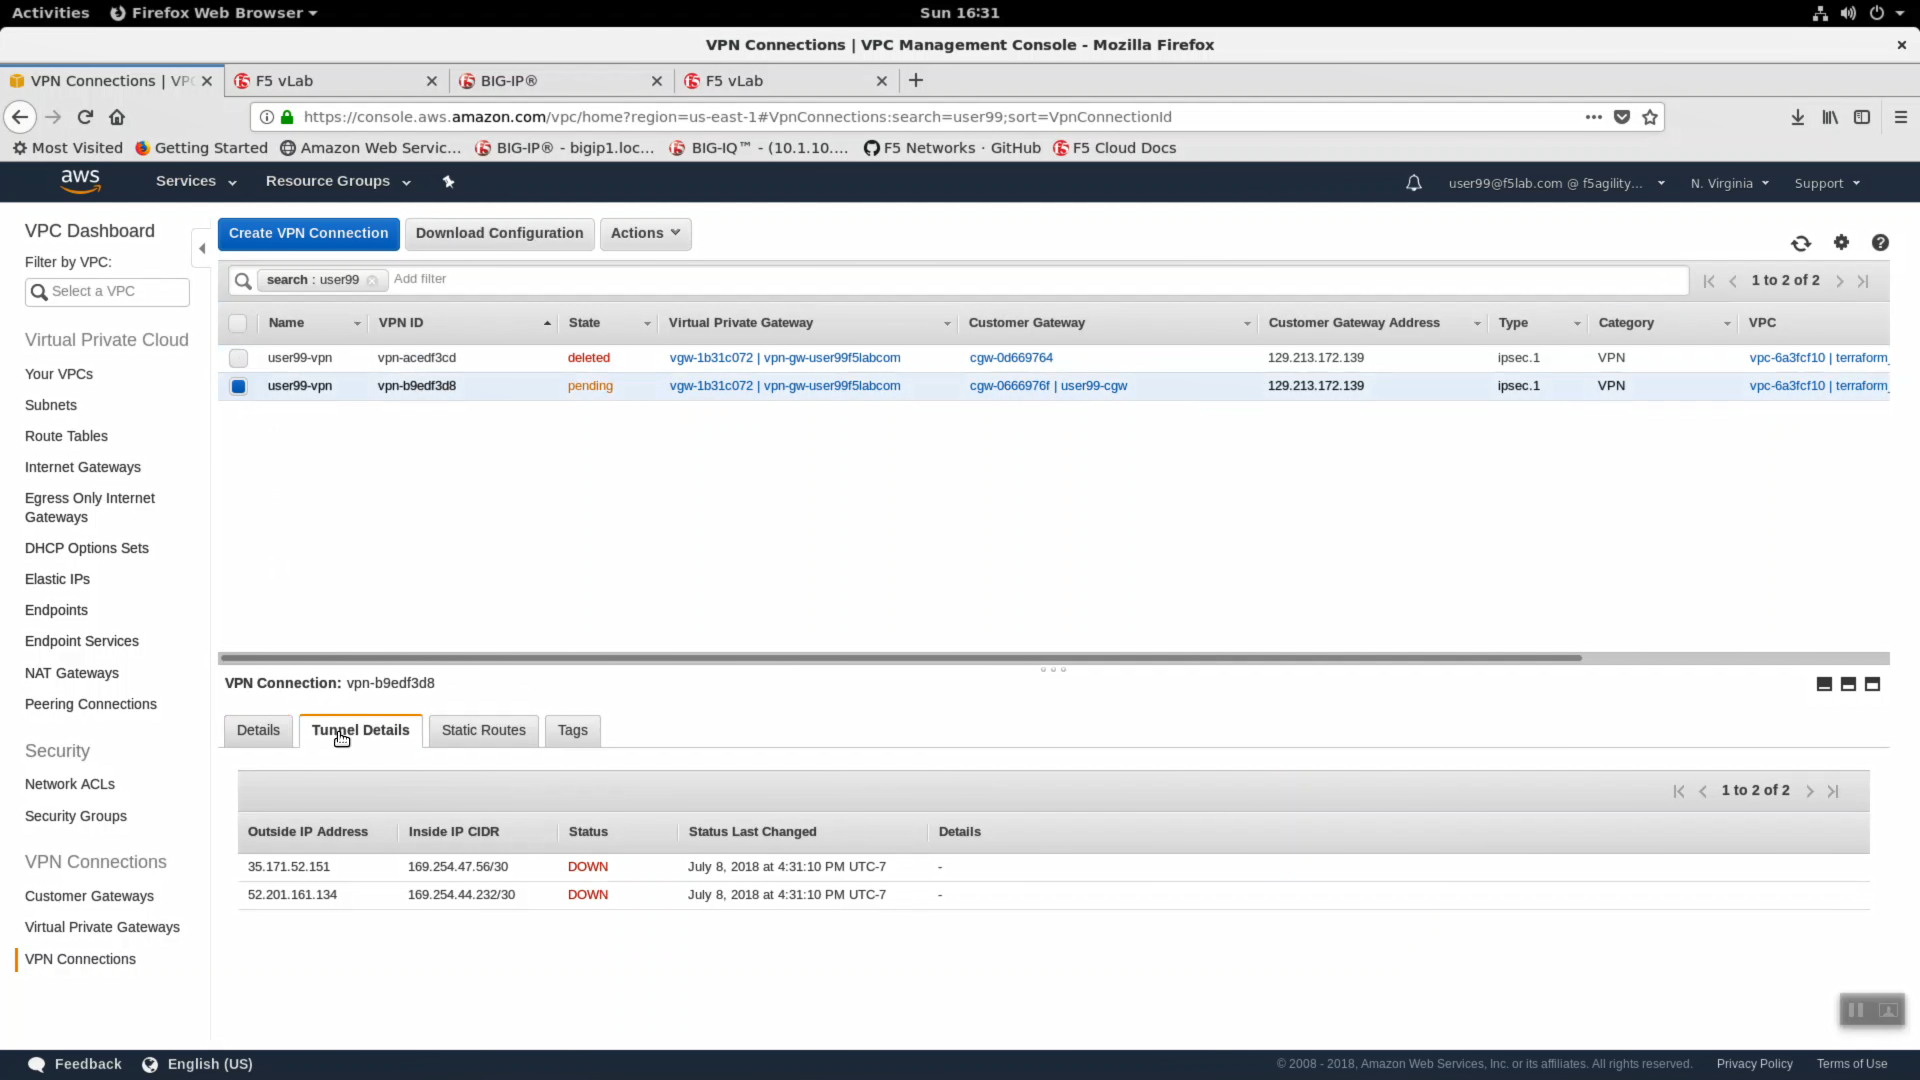 Activities Firefox Web Browser Sun 16:31
VPN Connections | VPC Management Console - Mozilla Firefox
VPN Connections | VPC F5 vLab BIG-IP® F5 vLab
https://console.aws.amazon.com/vpc/home?region=us-east-1#VpnConnections:search=user99;sort=VpnConnectionId
Most Visited Getting Started Amazon Web Servic... BIG-IP® - bigip1.loc... BIG-IQ™ - (10.1.10.... F5 Networks · GitHub F5 Cloud Docs
aws Services Resource Groups user99@f5lab.com @ f5agility... N. Virginia Support
VPC Dashboard
Filter by VPC:
Select a VPC
Virtual Private Cloud
Your VPCs
Subnets
Route Tables
Internet Gateways
Egress Only Internet
Gateways
DHCP Options Sets
Elastic IPs
Endpoints
Endpoint Services
NAT Gateways
Peering Connections
Security
Network ACLs
Security Groups
VPN Connections
Customer Gateways
Virtual Private Gateways
VPN Connections
Create VPN Connection Download Configuration Actions
search : user99 Add filter 1 to 2 of 2
Name VPN ID State Virtual Private Gateway Customer Gateway Customer Gateway Address Type Category VPC
user99-vpn vpn-acedf3cd deleted vgw-1b31c072 | vpn-gw-user99f5labcom cgw-0d669764 129.213.172.139 ipsec.1 VPN vpc-6a3fcf10 | terraform_
user99-vpn vpn-b9edf3d8 pending vgw-1b31c072 | vpn-gw-user99f5labcom cgw-0666976f | user99-cgw 129.213.172.139 ipsec.1 VPN vpc-6a3fcf10 | terraform_
VPN Connection: vpn-b9edf3d8
Details Tunnel Details Static Routes Tags
1 to 2 of 2
Outside IP Address Inside IP CIDR Status Status Last Changed Details
35.171.52.151 169.254.47.56/30 DOWN July 8, 2018 at 4:31:10 PM UTC-7 -
52.201.161.134 169.254.44.232/30 DOWN July 8, 2018 at 4:31:10 PM UTC-7 -
Feedback English (US) © 2008 - 2018, Amazon Web Services, Inc. or its affiliates. All rights reserved. Privacy Policy Terms of Use